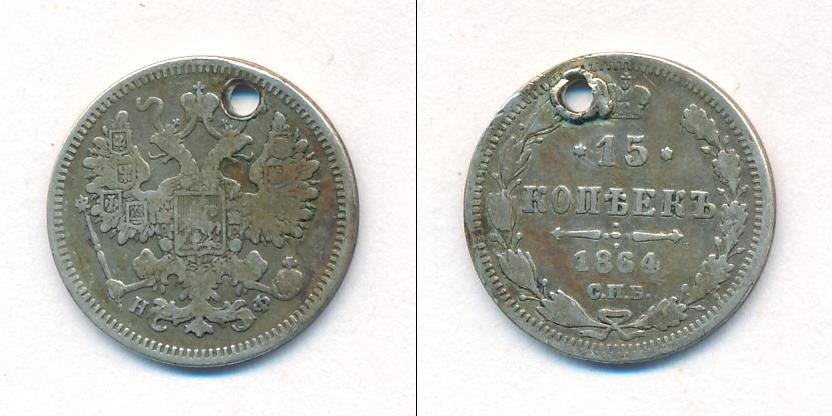 Н Ф
15
КОПѢЕКЪ
1864
С.П.Б.